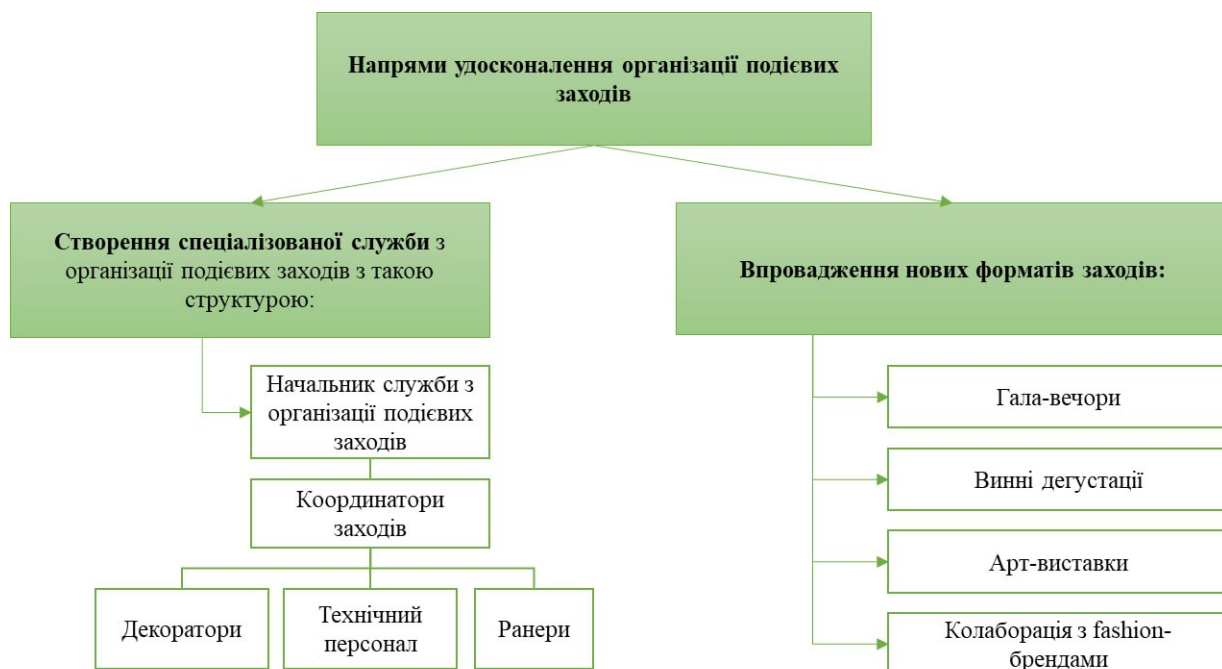 Напрями удосконалення організації подієвих
заходів
Створення спеціалізованої служби з
організації подієвих заходів з такою
структурою:
Начальник служби з
організації подієвих
заходів
Координатори
заходів
Декоратори
Технічний
персонал
Ранери
Впровадження нових форматів заходів:
Гала-вечори
Винні дегустації
Арт-виставки
Колаборація з fashion-
брендами